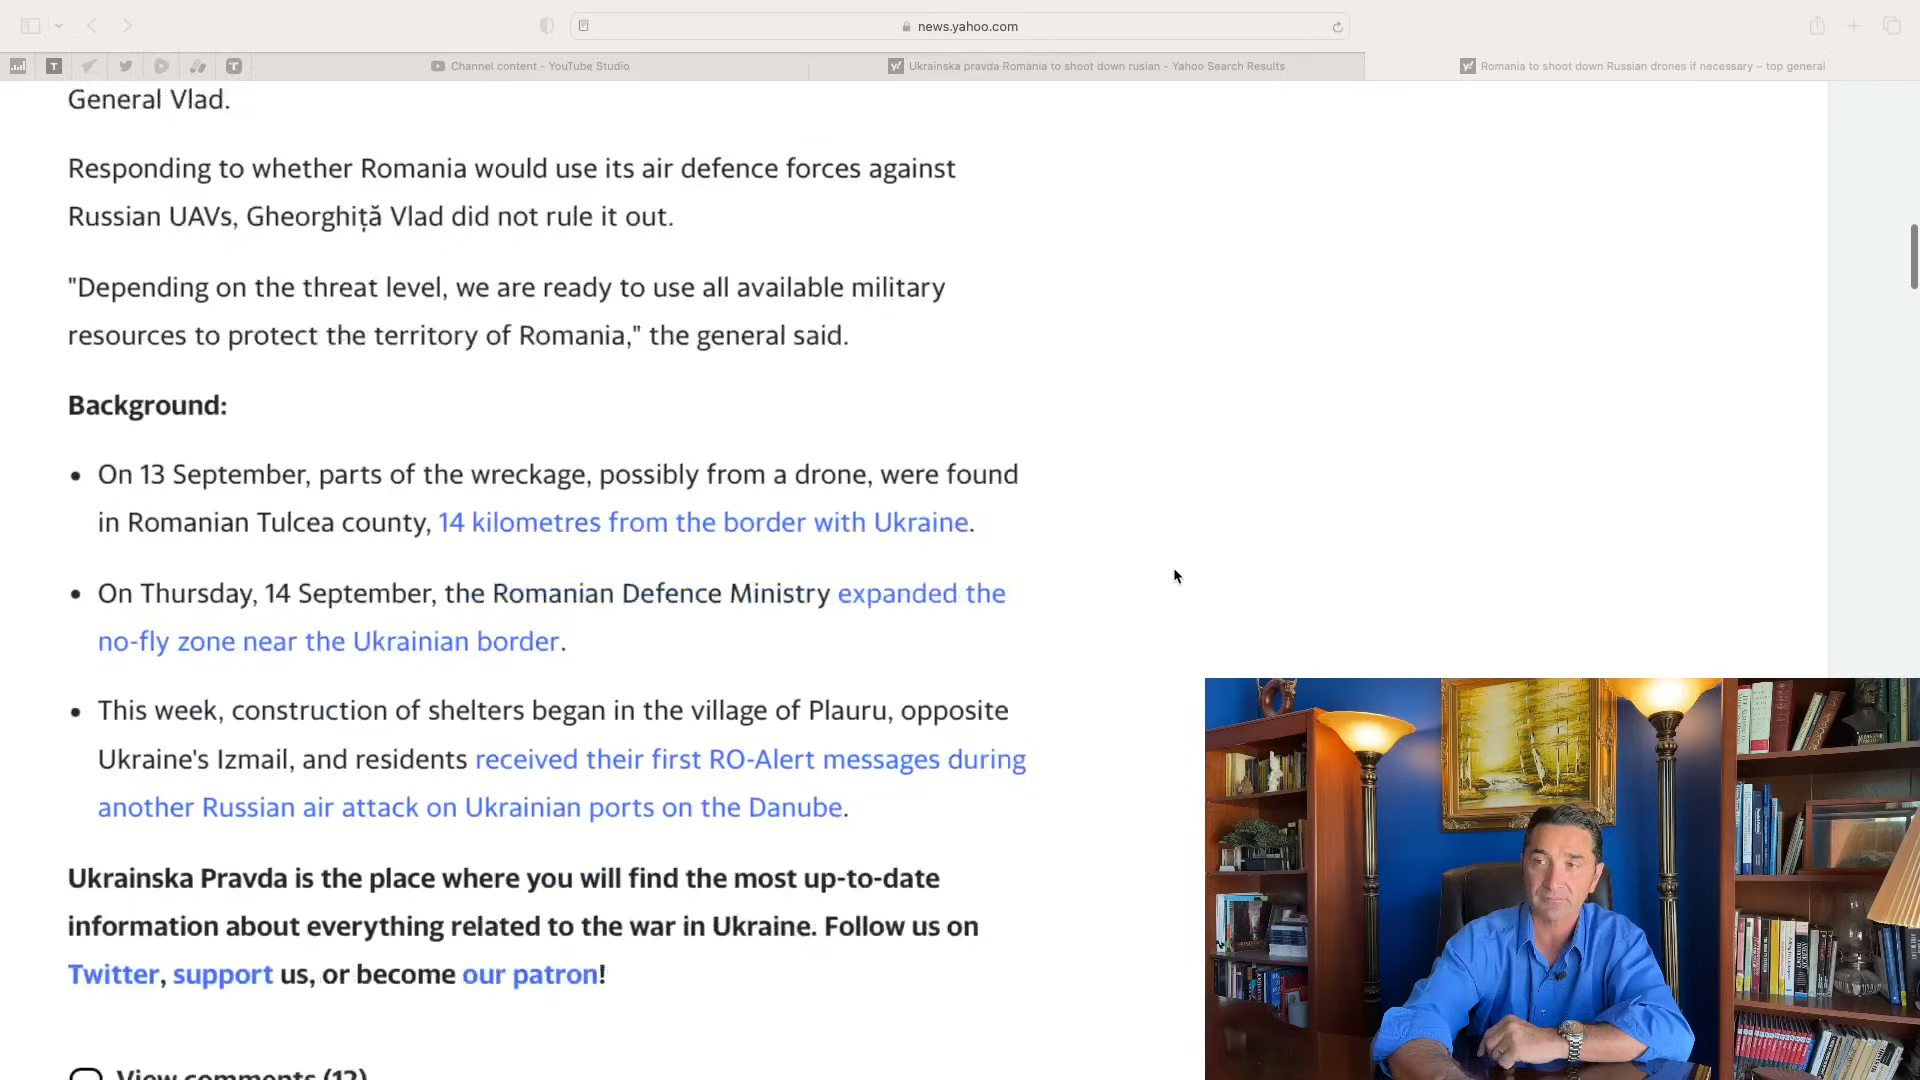 news.yahoo.com
Channel content - YouTube Studio
Ukrainska pravda Romania to shoot down rusian - Yahoo Search Results
Romania to shoot down Russian drones if necessary – top general
General Vlad.
Responding to whether Romania would use its air defence forces against
Russian UAVs, Gheorghiță Vlad did not rule it out.
"Depending on the threat level, we are ready to use all available military
resources to protect the territory of Romania," the general said.
Background:
• On 13 September, parts of the wreckage, possibly from a drone, were found
in Romanian Tulcea county, 14 kilometres from the border with Ukraine.
• On Thursday, 14 September, the Romanian Defence Ministry expanded the
no-fly zone near the Ukrainian border.
• This week, construction of shelters began in the village of Plauru, opposite
Ukraine's Izmail, and residents received their first RO-Alert messages during
another Russian air attack on Ukrainian ports on the Danube.
Ukrainska Pravda is the place where you will find the most up-to-date
information about everything related to the war in Ukraine. Follow us on
Twitter, support us, or become our patron!
View comments (12)